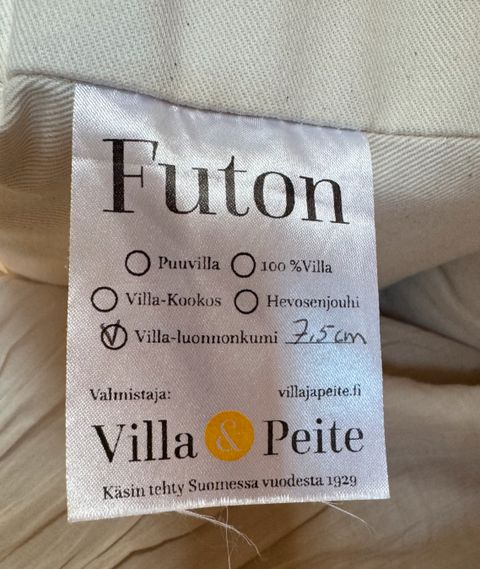 Futon
Puuvilla 100 %Villa
Villa-Kookos Hevosenjouhi
Villa-luonnonkumi 7,5cm
Valmistaja: villajapeite.fi
Villa & Peite
Käsin tehty Suomessa vuodesta 1929